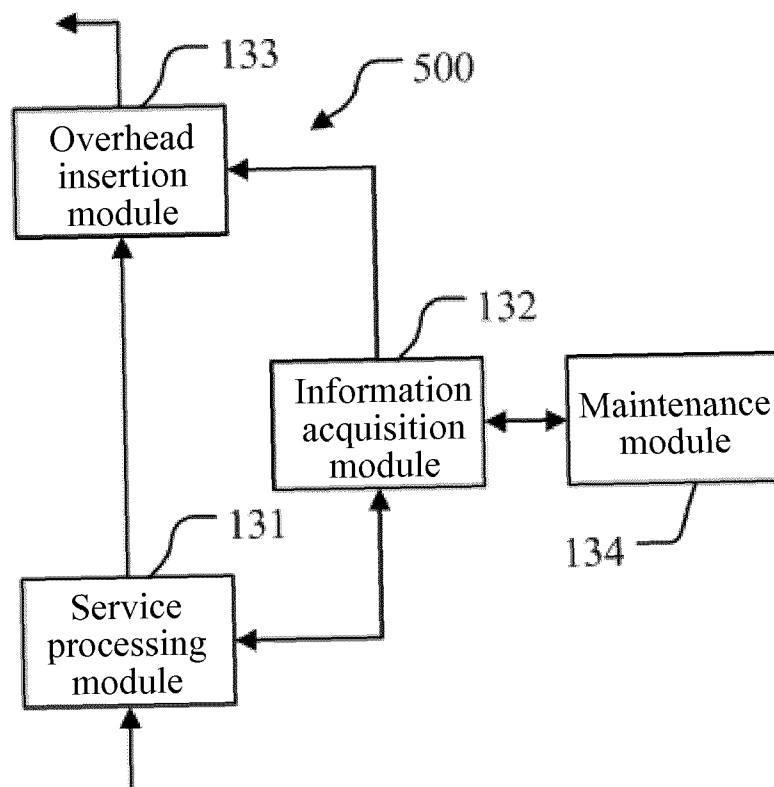 133
500
Overhead
insertion
module
132
Information
acquisition
module
Maintenance
module
134
131
Service
processing
module